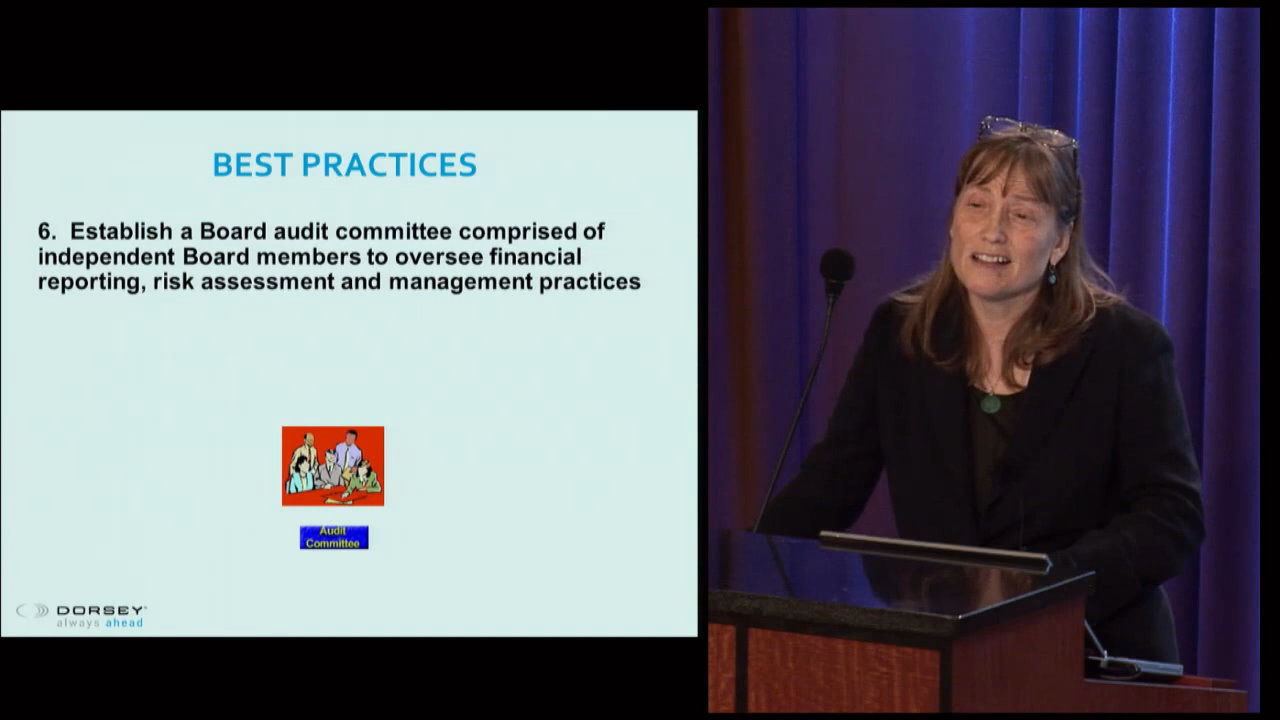 BEST PRACTICES
6. Establish a Board audit committee comprised of
independent Board members to oversee financial
reporting, risk assessment and management practices
Audit
Committee
DORSEY
always ahead